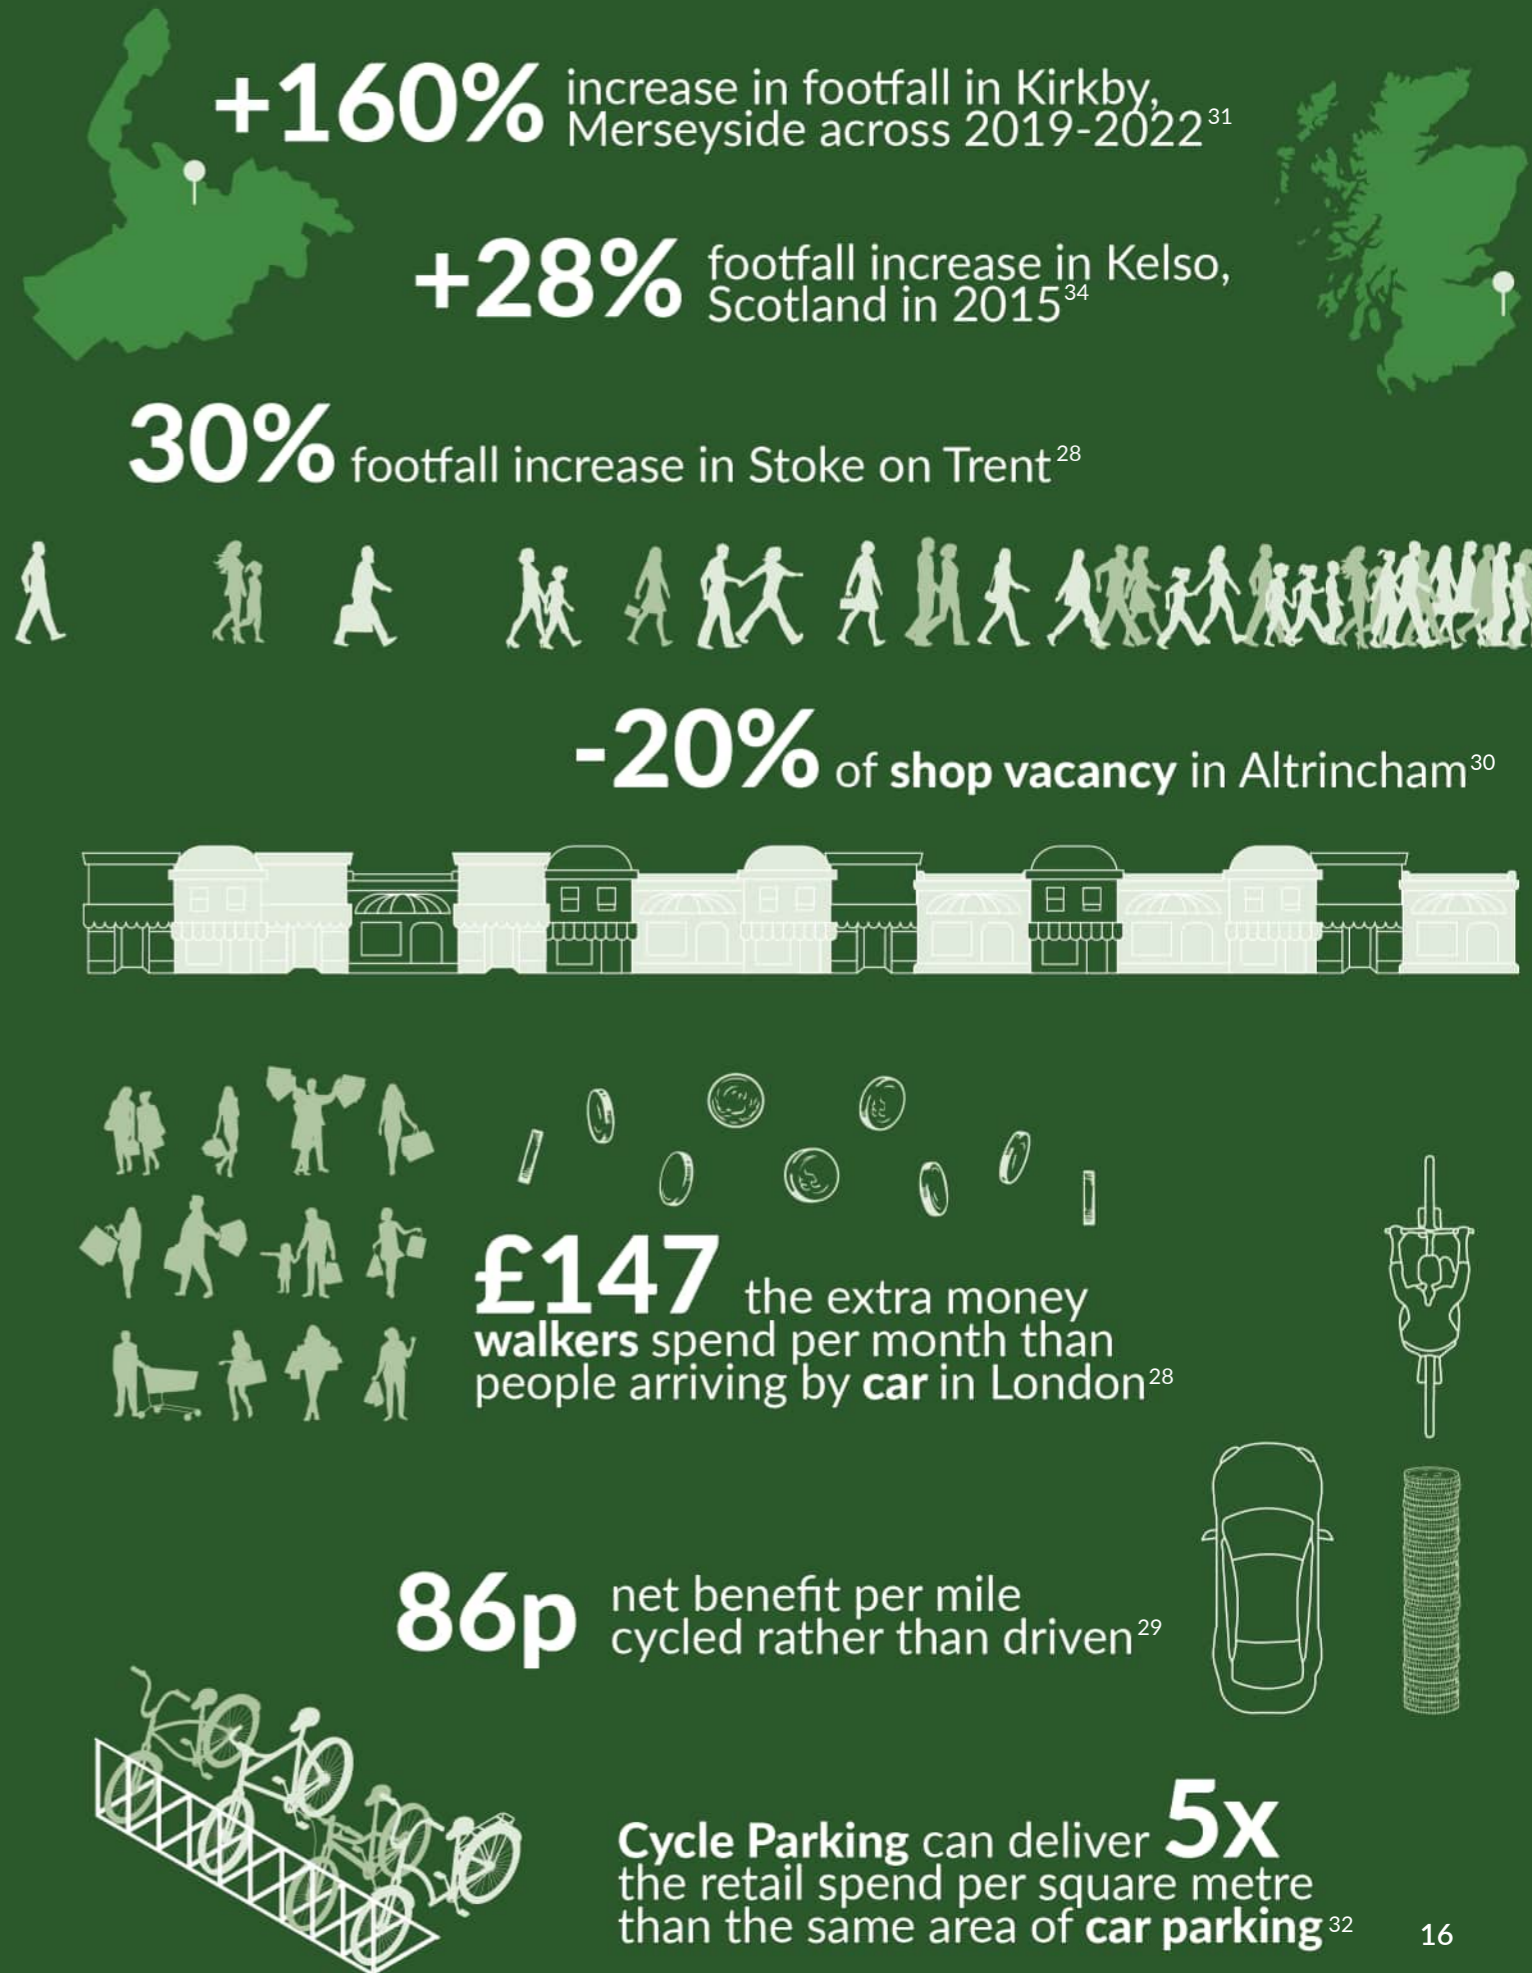 +160% increase in footfall in Kirkby,
Merseyside across 2019-2022 31
+28% footfall increase in Kelso,
Scotland in 2015 34
30% footfall increase in Stoke on Trent 28
-20% of shop vacancy in Altrincham 30
£147 the extra money
walkers spend per month than
people arriving by car in London 28
86p net benefit per mile
cycled rather than driven 29
Cycle Parking can deliver 5x
the retail spend per square metre
than the same area of car parking 32
16